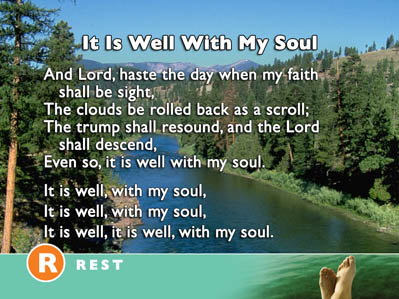 It Is Well With My Soul
And Lord, haste the day when my faith
shall be sight,
The clouds be rolled back as a scroll;
The trump shall resound, and the Lord
shall descend,
Even so, it is well with my soul.
It is well, with my soul,
It is well, with my soul,
It is well, it is well, with my soul.
R REST